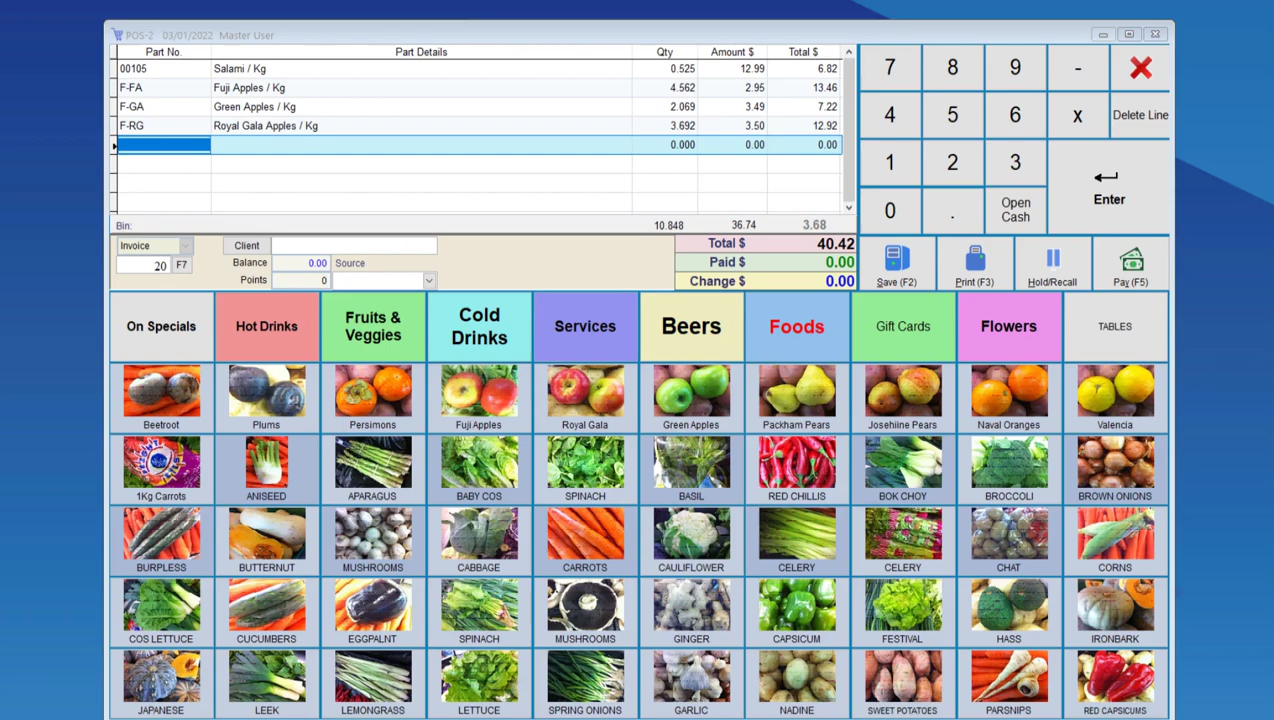 POS-2 03/01/2022 Master User
Part No. Part Details Qty Amount $ Total $
00105 Salami / Kg 0.525 12.99 6.82
F-FA Fuji Apples / Kg 4.562 2.95 13.46
F-GA Green Apples / Kg 2.069 3.49 7.22
F-RG Royal Gala Apples / Kg 3.692 3.50 12.92
0.000 0.00 0.00
Bin: 10.848 36.74 3.68
Invoice Client Total $ 40.42
20 F7 Balance 0.00 Source Paid $ 0.00
Points 0 Change $ 0.00
7 8 9 -
4 5 6 x Delete Line
1 2 3
Enter
0 . Open
Cash
Save (F2) Print (F3) Hold/Recall Pay (F5)
On Specials Hot Drinks Fruits &
Veggies Cold
Drinks Services Beers Foods Gift Cards Flowers TABLES
Beetroot Plums Persimons Fuji Apples Royal Gala Green Apples Packham Pears Josehiine Pears Naval Oranges Valencia
1Kg Carrots ANISEED APARAGUS BABY COS SPINACH BASIL RED CHILLIS BOK CHOY BROCCOLI BROWN ONIONS
BURPLESS BUTTERNUT MUSHROOMS CABBAGE CARROTS CAULIFLOWER CELERY CELERY CHAT CORNS
COS LETTUCE CUCUMBERS EGGPALNT SPINACH MUSHROOMS GINGER CAPSICUM FESTIVAL HASS IRONBARK
JAPANESE LEEK LEMONGRASS LETTUCE SPRING ONIONS GARLIC NADINE SWEET POTATOES PARSNIPS RED CAPSICUMS